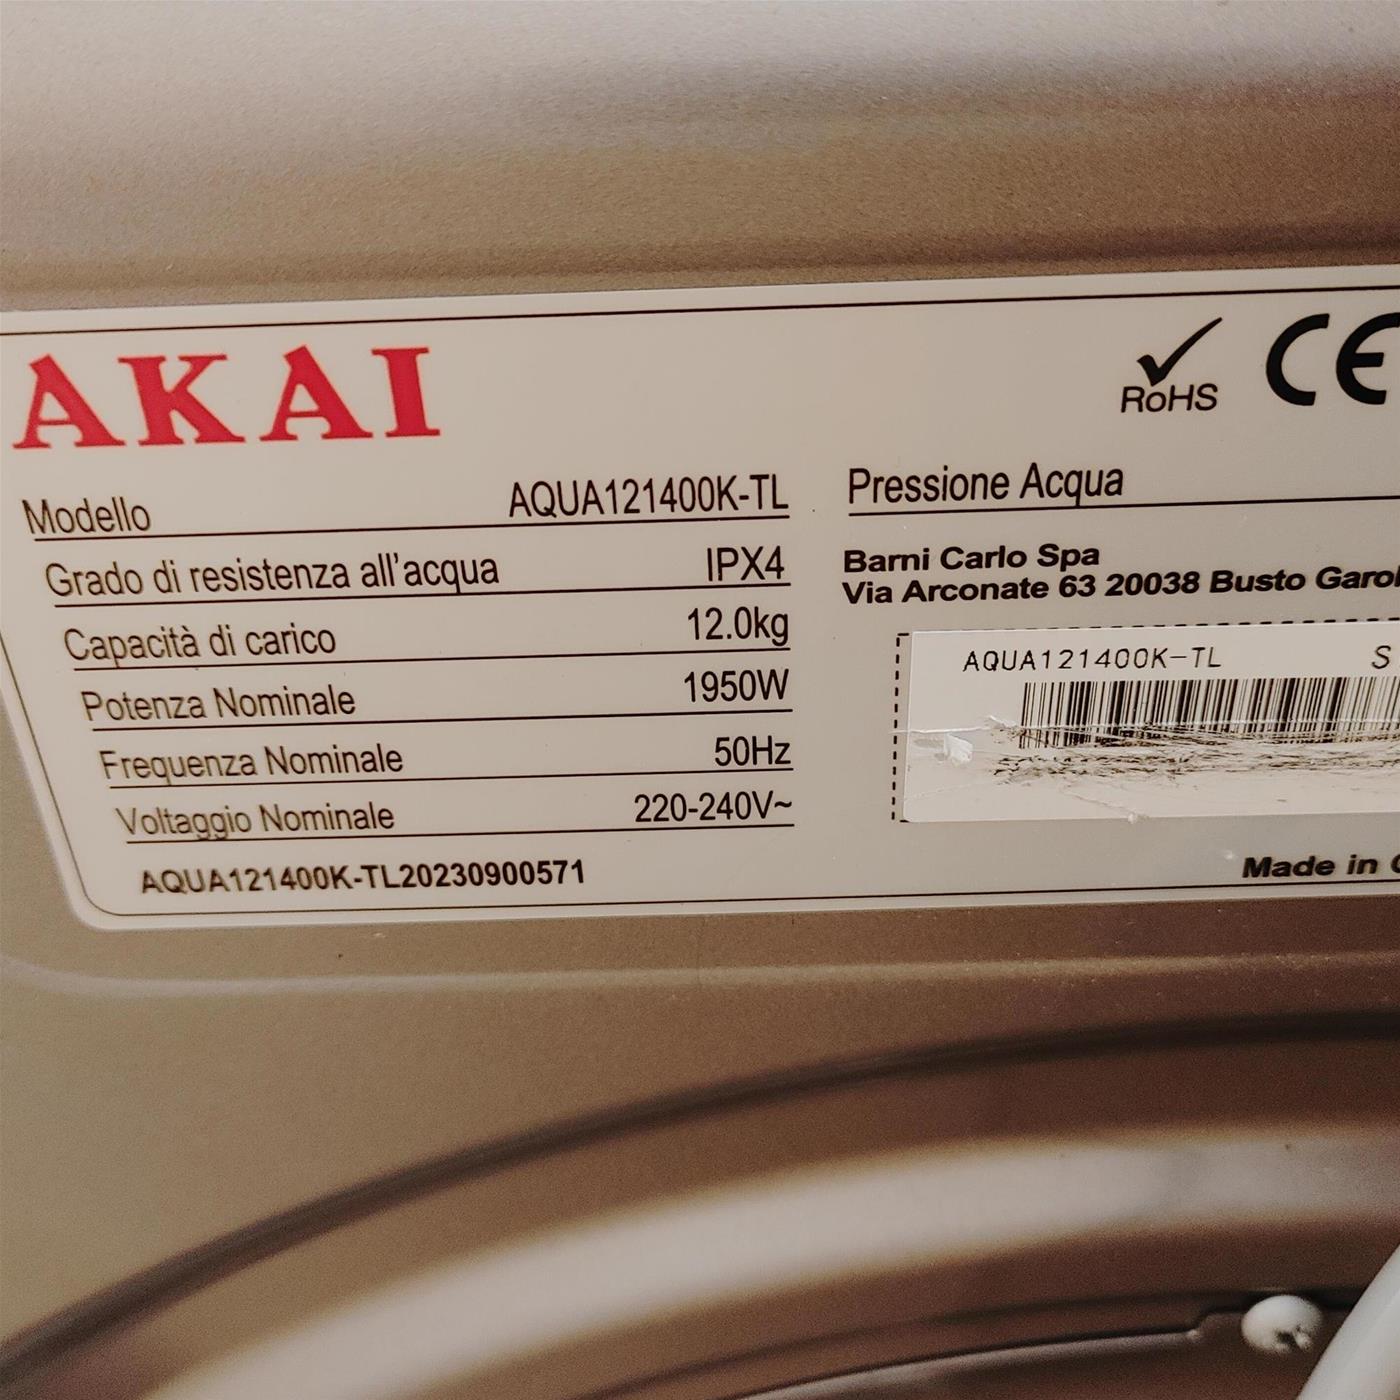 AKAI
RoHS
CE
Modello AQUA121400K-TL
Grado di resistenza all'acqua IPX4
Capacità di carico 12.0kg
Potenza Nominale 1950W
Frequenza Nominale 50Hz
Voltaggio Nominale 220-240V~
AQUA121400K-TL20230900571
Pressione Acqua
Barni Carlo Spa
Via Arconate 63 20038 Busto
AQUA121400K-TL S
Made in